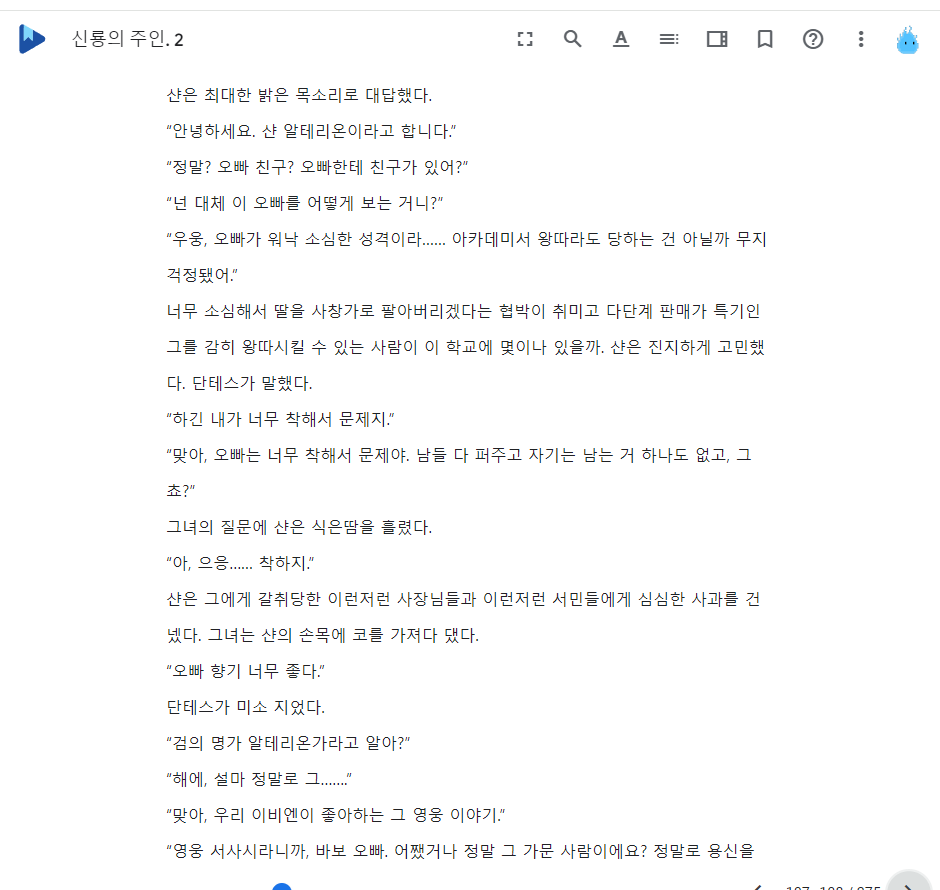 신룡의 주인. 2
샨은 최대한 밝은 목소리로 대답했다.
“안녕하세요. 샨 알테리온이라고 합니다.”
“정말? 오빠 친구? 오빠한테 친구가 있어?”
“넌 대체 이 오빠를 어떻게 보는 거니?”
“우웅, 오빠가 워낙 소심한 성격이라…… 아카데미서 왕따라도 당하는 건 아닐까 무지
걱정됐어.”
너무 소심해서 딸을 사창가로 팔아버리겠다는 협박이 취미고 다단계 판매가 특기인
그를 감히 왕따시킬 수 있는 사람이 이 학교에 몇이나 있을까. 샨은 진지하게 고민했
다. 단테스가 말했다.
“하긴 내가 너무 착해서 문제지.”
“맞아, 오빠는 너무 착해서 문제야. 남들 다 퍼주고 자기는 남는 거 하나도 없고, 그
쵸?”
그녀의 질문에 샨은 식은땀을 흘렸다.
“아, 으응…… 착하지.”
샨은 그에게 갈취당한 이런저런 사장님들과 이런저런 서민들에게 심심한 사과를 건
넸다. 그녀는 샨의 손목에 코를 가져다 댔다.
“오빠 향기 너무 좋다.”
단테스가 미소 지었다.
“검의 명가 알테리온가라고 알아?”
“해에, 설마 정말로 그…….”
“맞아, 우리 이비엔이 좋아하는 그 영웅 이야기.”
“영웅 서사시라니까, 바보 오빠. 어쨌거나 정말 그 가문 사람이에요? 정말로 용신을